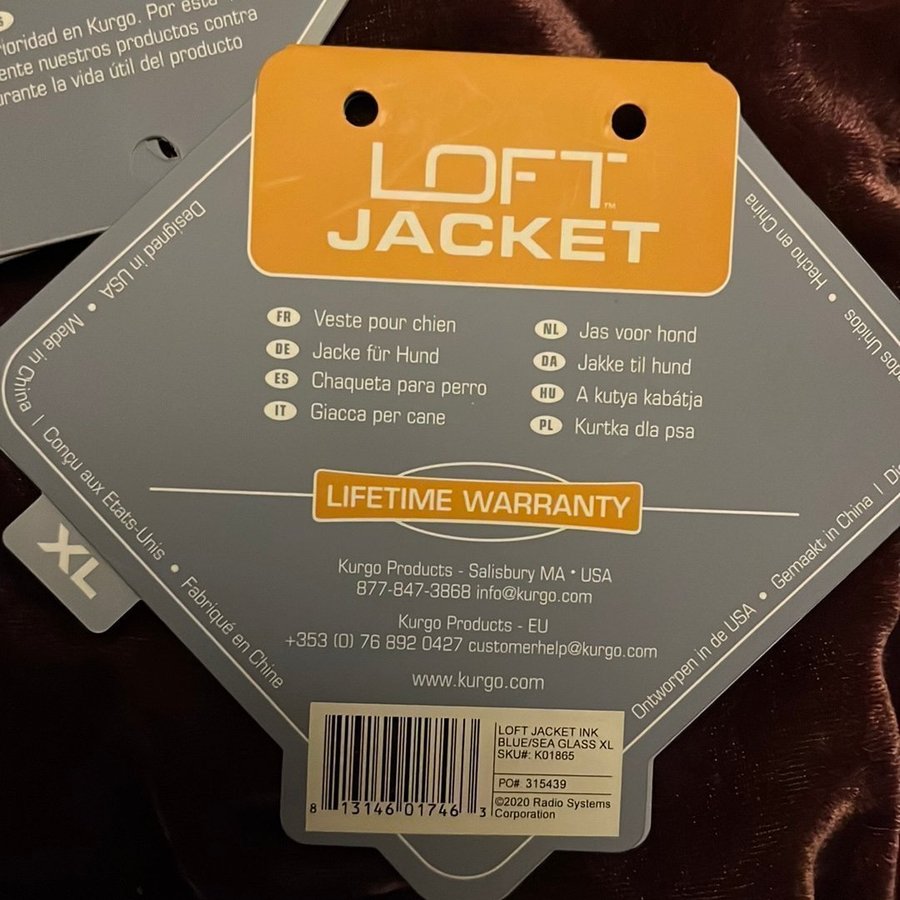 ioridad en Kurgo. Por esta
ente nuestros productos contra
urante la vida útil del producto
LOFT™
JACKET
FR Veste pour chien
DE Jacke für Hund
ES Chaqueta para perro
IT Giacca per cane
NL Jas voor hond
DA Jakke til hund
HU A kutya kabátja
PL Kurtka dla psa
LIFETIME WARRANTY
Kurgo Products - Salisbury MA • USA
877-847-3868 info@kurgo.com
Kurgo Products - EU
+353 (0) 76 892 0427 customerhelp@kurgo.com
www.kurgo.com
Designed in USA • Made in China | Conçu aux Etats-Unis • Fabriqué en Chine
Ontworpen in de USA • Gemaakt in China |
dos Unidos • Hecho en China
XL
LOFT JACKET INK
BLUE/SEA GLASS XL
SKU#: K01865
PO# 315439
©2020 Radio Systems
Corporation
8 13146 01746 3